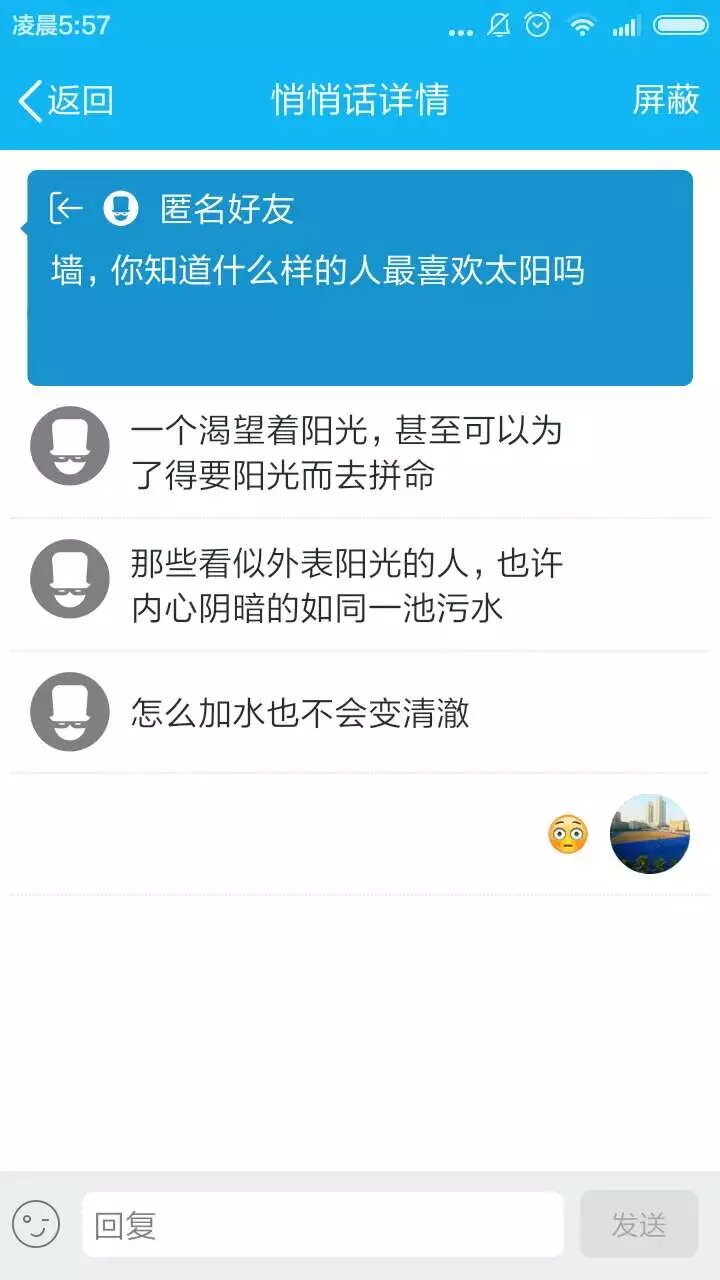 凌晨5:57
返回
悄悄话详情
屏蔽
匿名好友
墙，你知道什么样的人最喜欢太阳吗
一个渴望着阳光，甚至可以为
了得要阳光而去拼命
那些看似外表阳光的人，也许
内心阴暗的如同一池污水
怎么加水也不会变清澈
回复
发送